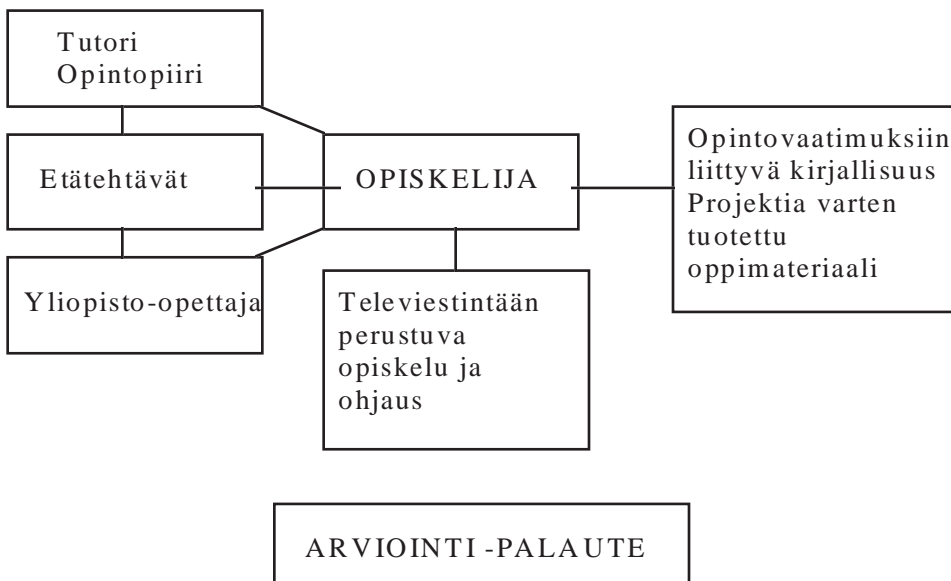 Tutori
Opintopiiri
Etätehtävät
OPISKELIJA
Opintovaatimuksiin
liittyvä kirjallisuus
Projektia varten
tuotettu
oppimateriaali
Yliopisto-opettaja
Televiestintään
perustuva
opiskelu ja
ohjaus
ARVIOINTI -PALAUTE